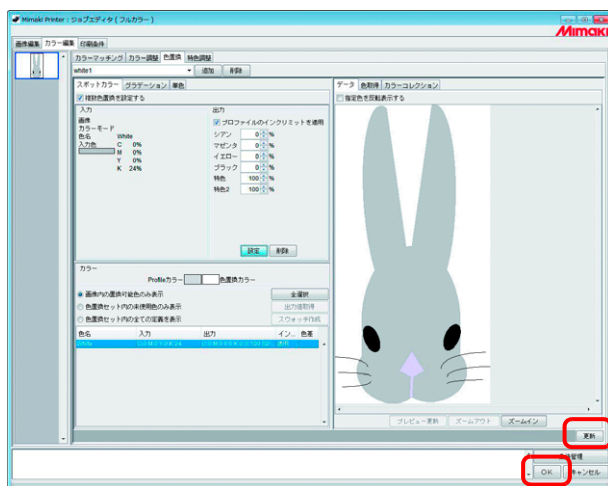 Mimaki Printer : ジョブエディタ ( フルカラー )
Mimaki
画像編集 カラー編集 印刷条件
カラーマッチング カラー調整 色置換 特色調整
white1 追加 削除
スポットカラー グラデーション 単色
データ 色取得 カラーコレクション
複数色置換を設定する
指定色を反転表示する
入力
出力
画像
プロファイルのインクリミットを適用
カラーモード
色名 White
シアン 0 %
入力色 C 0%
マゼンタ 0 %
M 0%
イエロー 0 %
Y 0%
ブラック 0 %
K 24%
特色 100 %
特色2 100 %
設定 削除
カラー
Profileカラー 色置換カラー
画像内の置換可能色のみ表示
全選択
色置換セット内の未使用色のみ表示
出力値取得
色置換セット内の全ての定義を表示
スウォッチ作成
色名 入力 出力 イン... 色差
White
プレビュー更新 ズームアウト ズームイン
更新
OK キャンセル